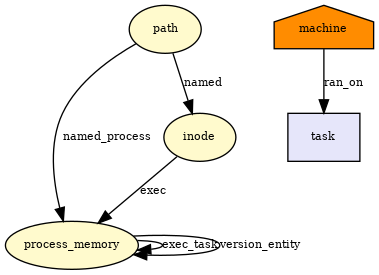 path
machine
named
ran_on
named_process
inode
task
exec
process_memory
exec_task
version_entity